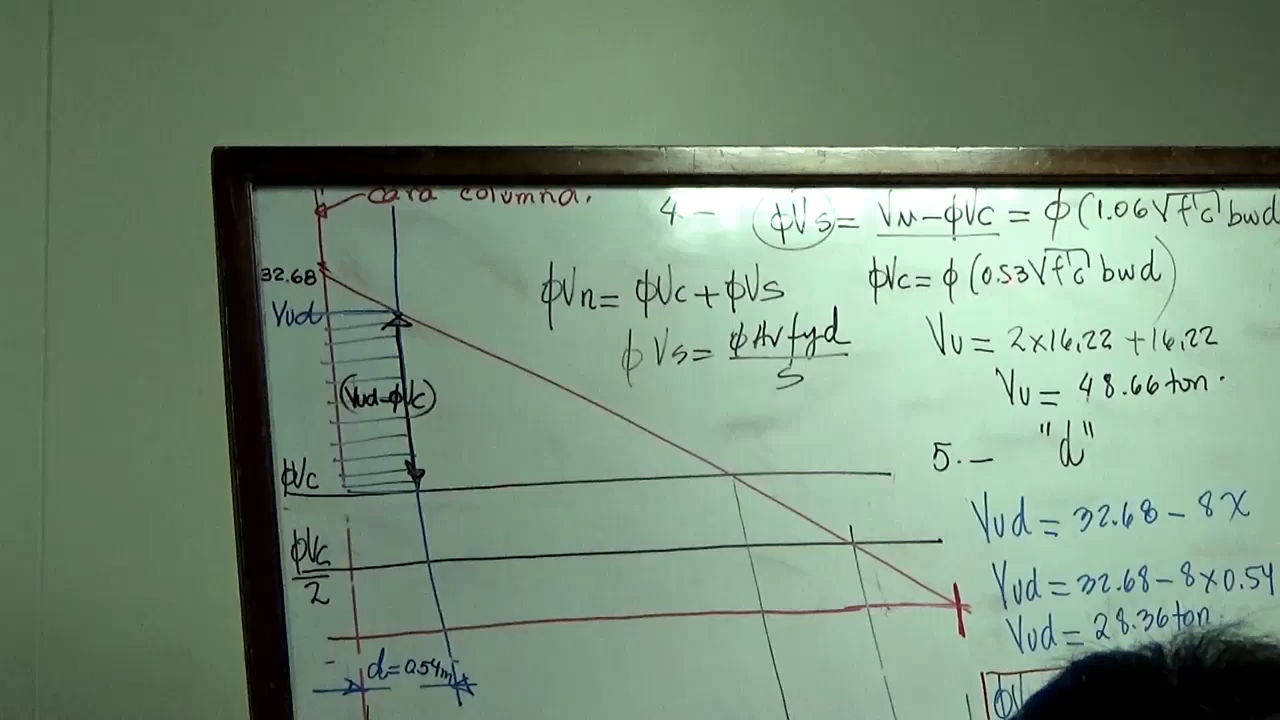 cara columna.
32.68
Vud
(Vud-ϕVc)
ϕVc
ϕVc/2
d=0.54m
4.- ϕVs= Vu-ϕVc = ϕ(1.06√f'c bwd
ϕVn= ϕVc+ϕVs
ϕVc=ϕ(0.53√f'c bwd)
ϕVs= ϕAvfyd/S
Vu= 2x16.22 +16.22
Vu= 48.66 ton.
5.- "d"
Vud= 32.68 - 8X
Vud=32.68-8x0.54
Vud= 28.36 ton.